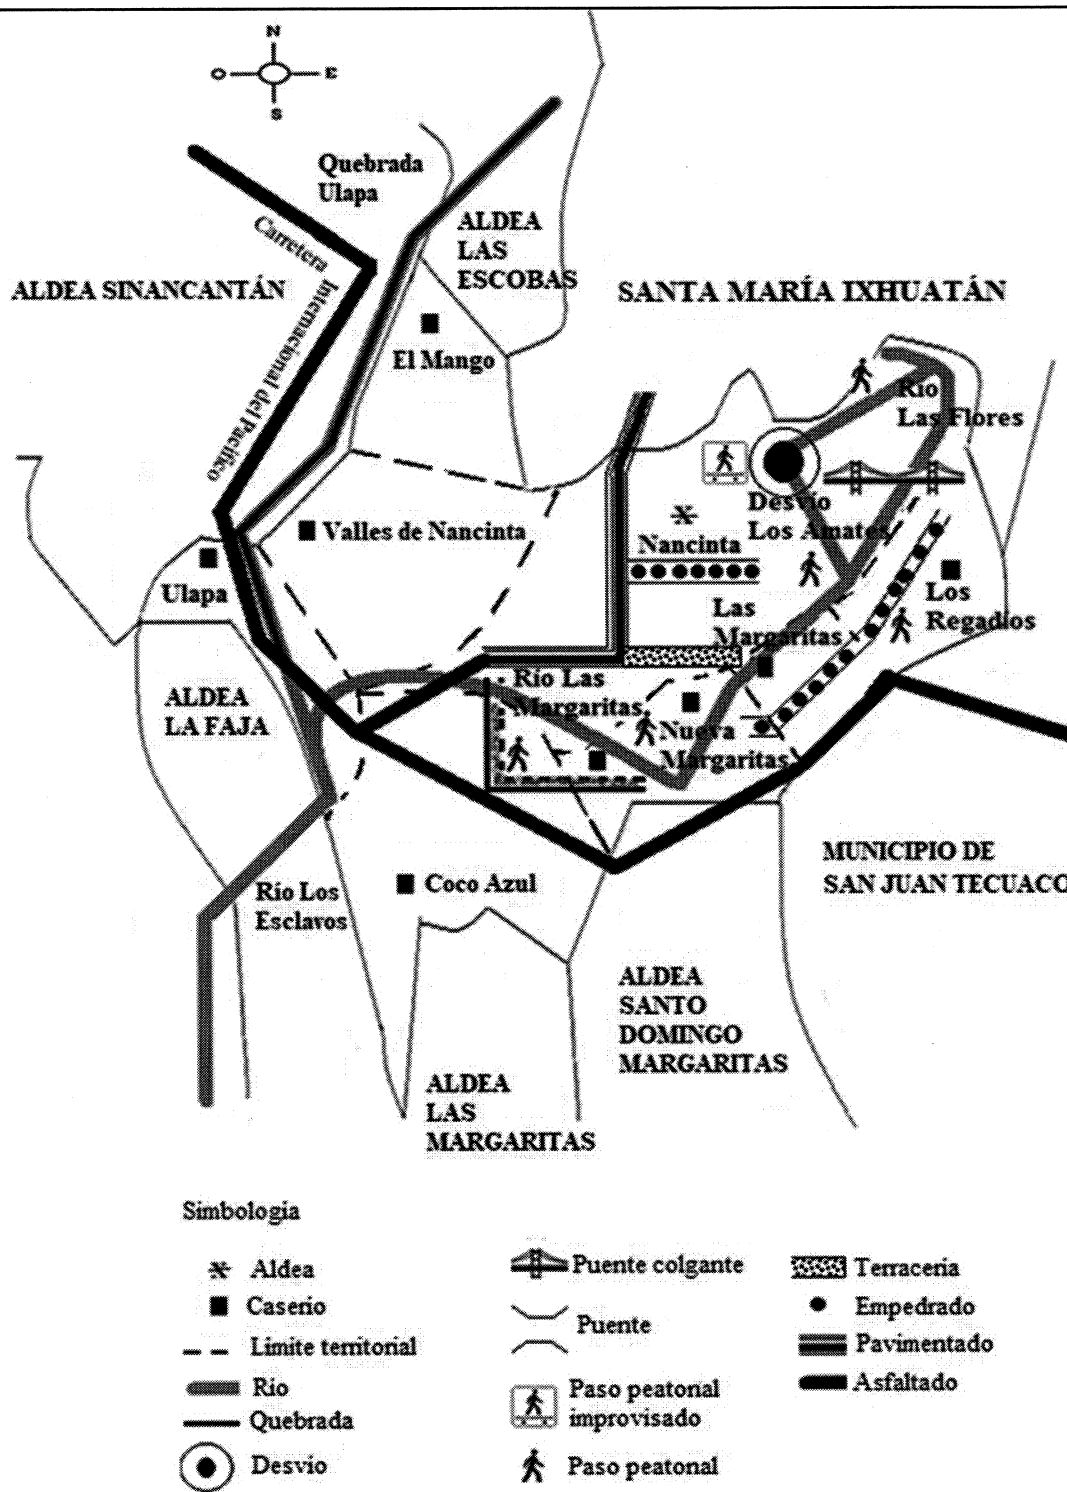 N
O
E
S
Quebrada
Ulapa
Carretera Internacional del Pacífico
ALDEA
LAS
ESCOBAS
ALDEA SINANCANTÁN
SANTA MARÍA IXHUATÁN
El Mango
Río
Las Flores
Desvío
Los Amates
Valles de Nancinta
Nancinta
Ulapa
Las
Margaritas
Los
Regadíos
ALDEA
LA FAJA
Río Las
Margaritas
Nueva
Margaritas
MUNICIPIO DE
SAN JUAN TECUACO
Coco Azul
Río Los
Esclavos
ALDEA
SANTO
DOMINGO
MARGARITAS
ALDEA
LAS
MARGARITAS
Simbología
Aldea
Caserío
Límite territorial
Río
Quebrada
Desvío
Puente colgante
Puente
Paso peatonal
improvisado
Paso peatonal
Terracería
Empedrado
Pavimentado
Asfaltado